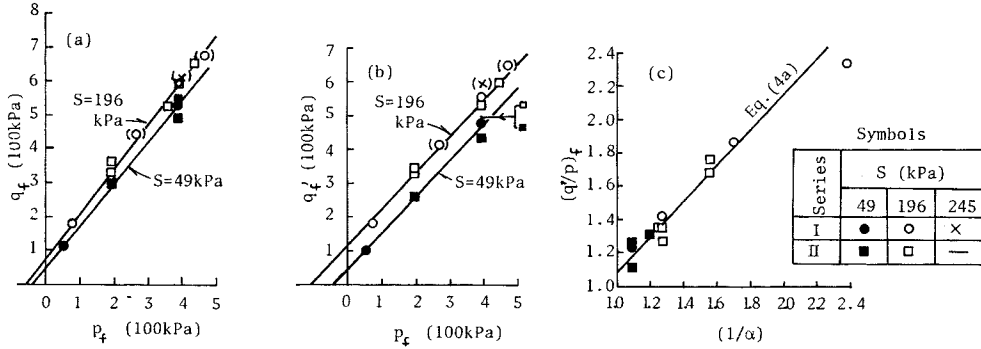 (a)
q_f (100kPa)
8
7
6
5
4
3
2
1
S=196
kPa
S=49kPa
0 1 2 3 4 5
p_f (100kPa)
(b)
q_f' (100kPa)
7
6
5
4
3
2
1
S=196
kPa
S=49kPa
0 1 2 3 4 5
p_f (100kPa)
(c)
(q'/p)_f
2.4
2.2
2.0
1.8
1.6
1.4
1.2
1.0
Eq.(4a)
1.0 1.2 1.4 1.6 1.8 2.0 2.2 2.4
(1/α)
Symbols
Series
S (kPa)
49 196 245
I ● ○ ×
II ■ □ —